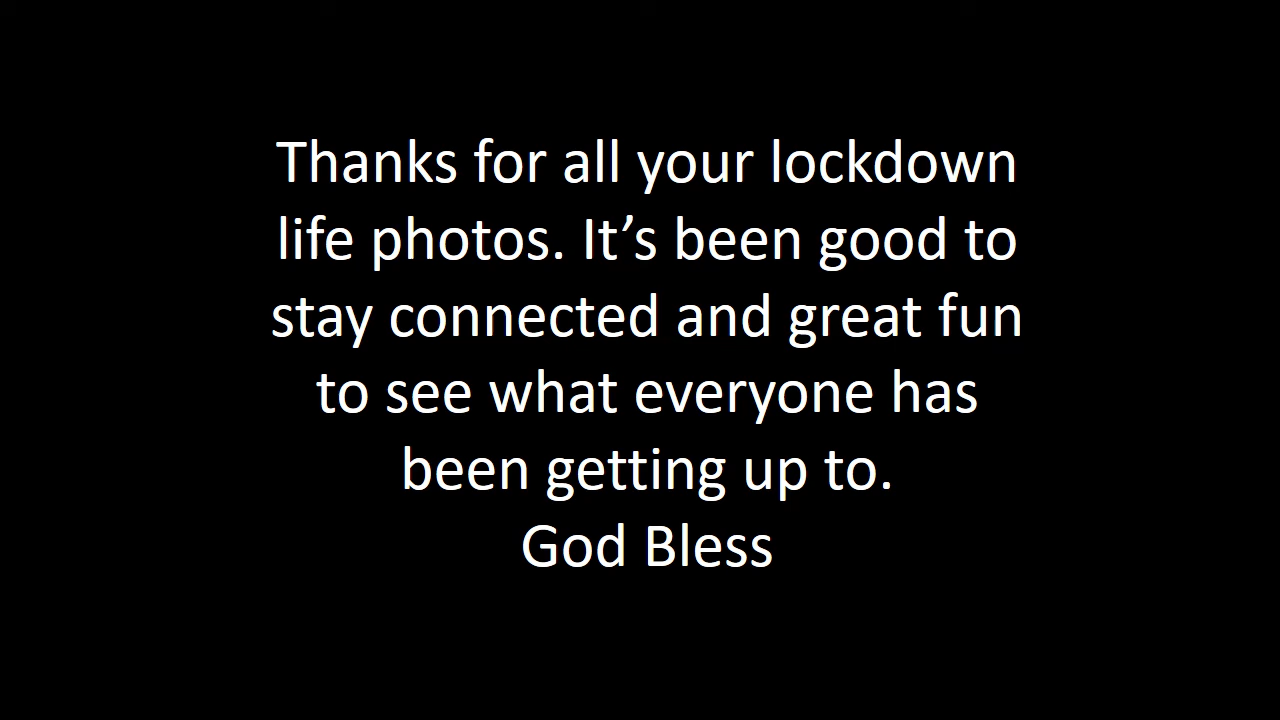 Thanks for all your lockdown
life photos. It’s been good to
stay connected and great fun
to see what everyone has
been getting up to.
God Bless